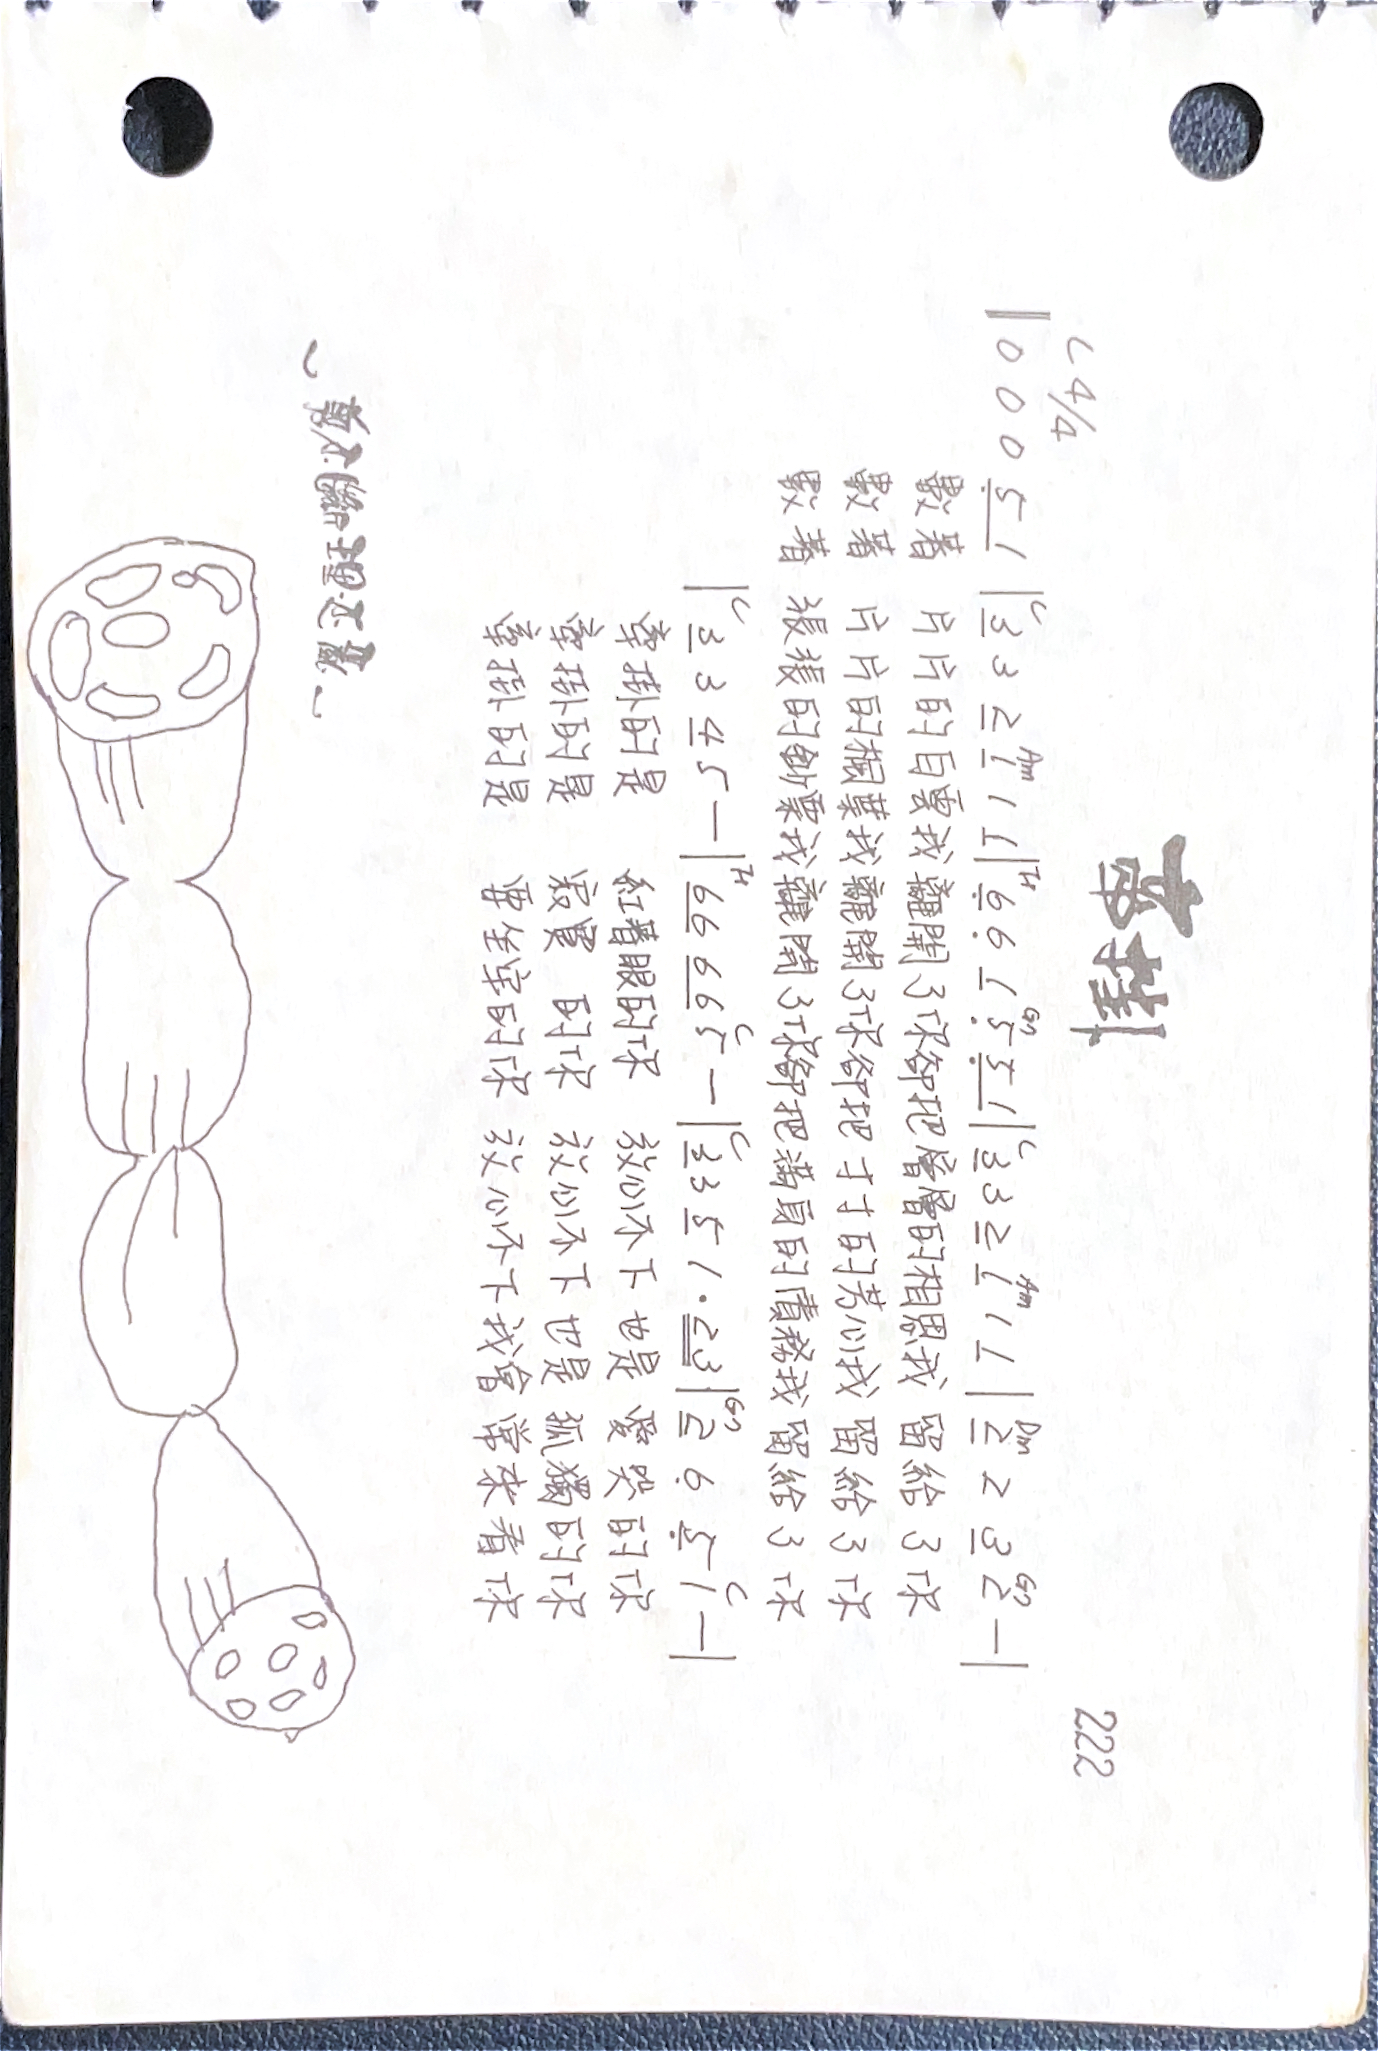 牽掛
222
C 4/4
C Am F G7 C Am Dm G7
| 0 0 0 5 1 | 3 3 2 1 1 1 | 6 6 1 5 5 1 | 3 3 2 1 1 1 | 2 2 3 2 — |
數著 片片的白雲我離開了你卻把層層的相思我 留給了你
數著 片片的楓葉我離開了你卻把寸寸的芳心我 留給了你
數著 張張的鈔票我離開了你卻把滿身的債務我留給了你
C F C C G7 C
| 3 3 4 5 — | 6 6 6 6 5 — | 3 3 5 1 · 2 3 | 2 6 5 1 — |
牽掛的是 紅著眼的你 放心不下 也是 愛哭的你
牽掛的是 寂寞 的你 放心不下 也是 孤獨的你
牽掛的是 要坐牢的你 放心不下我會 常來看你
~剪不斷·理还亂~